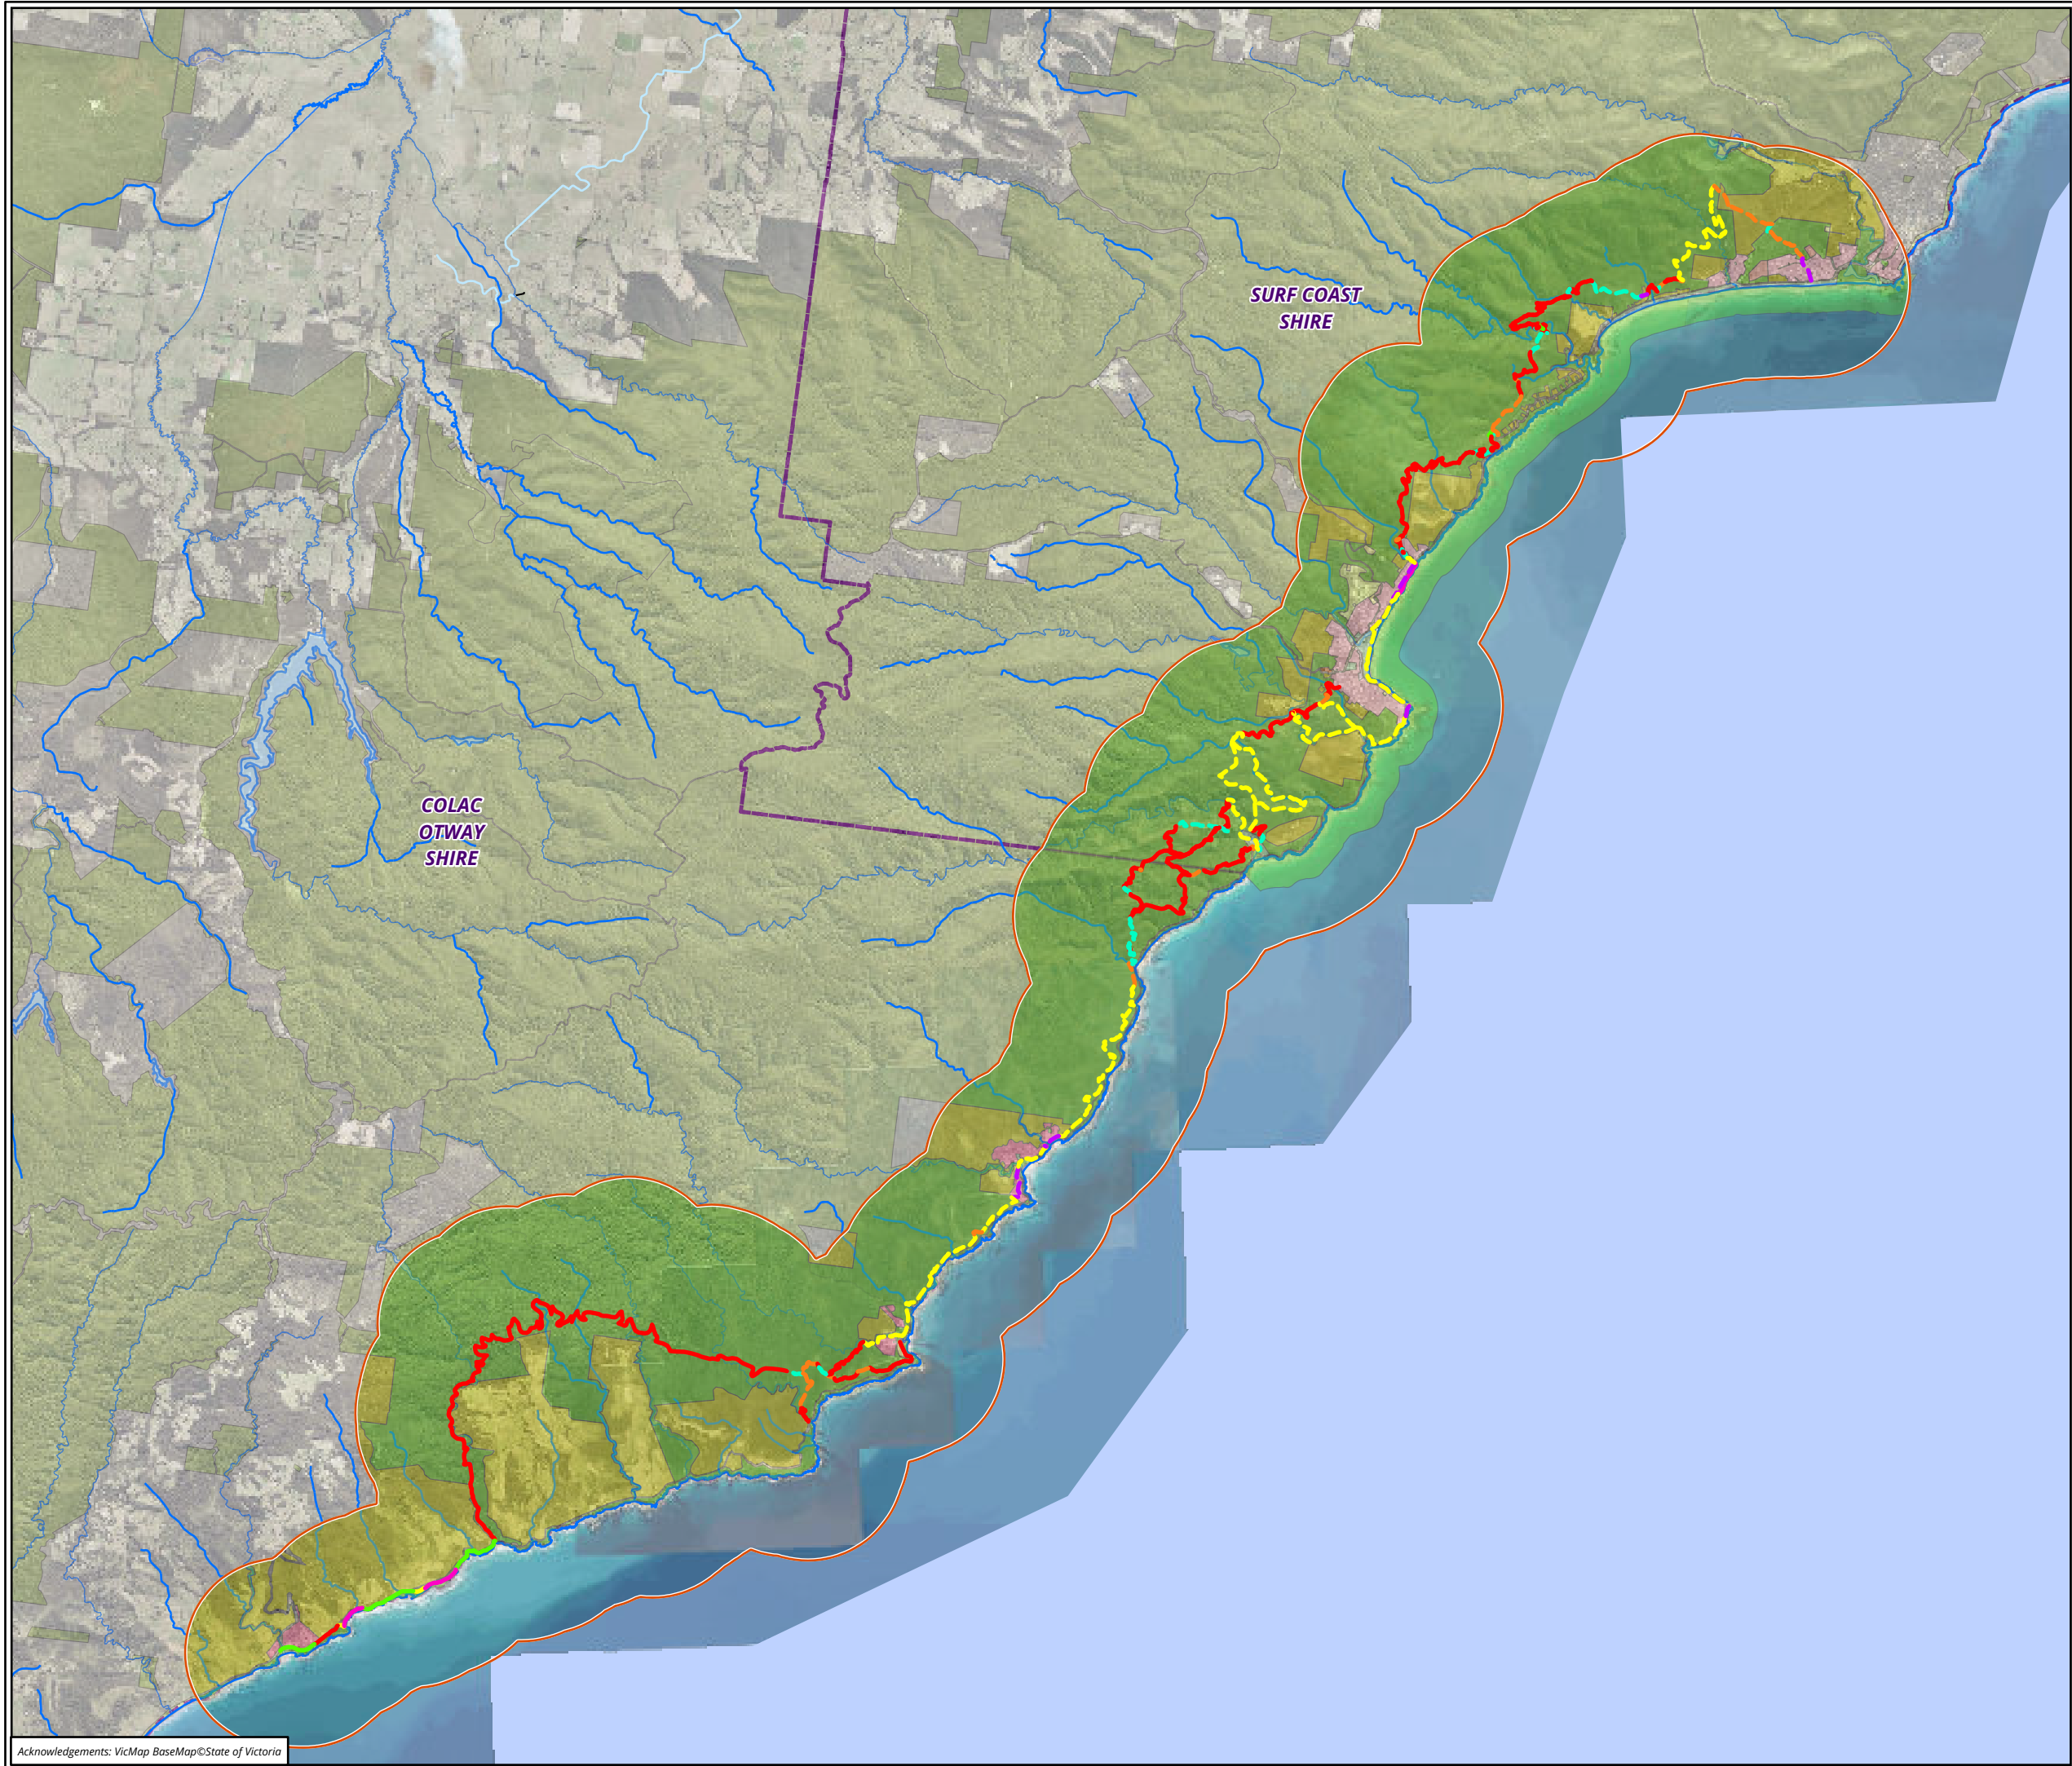 SURF COAST
SHIRE
COLAC
OTWAY
SHIRE
Acknowledgements: VicMap BaseMap©State of Victoria